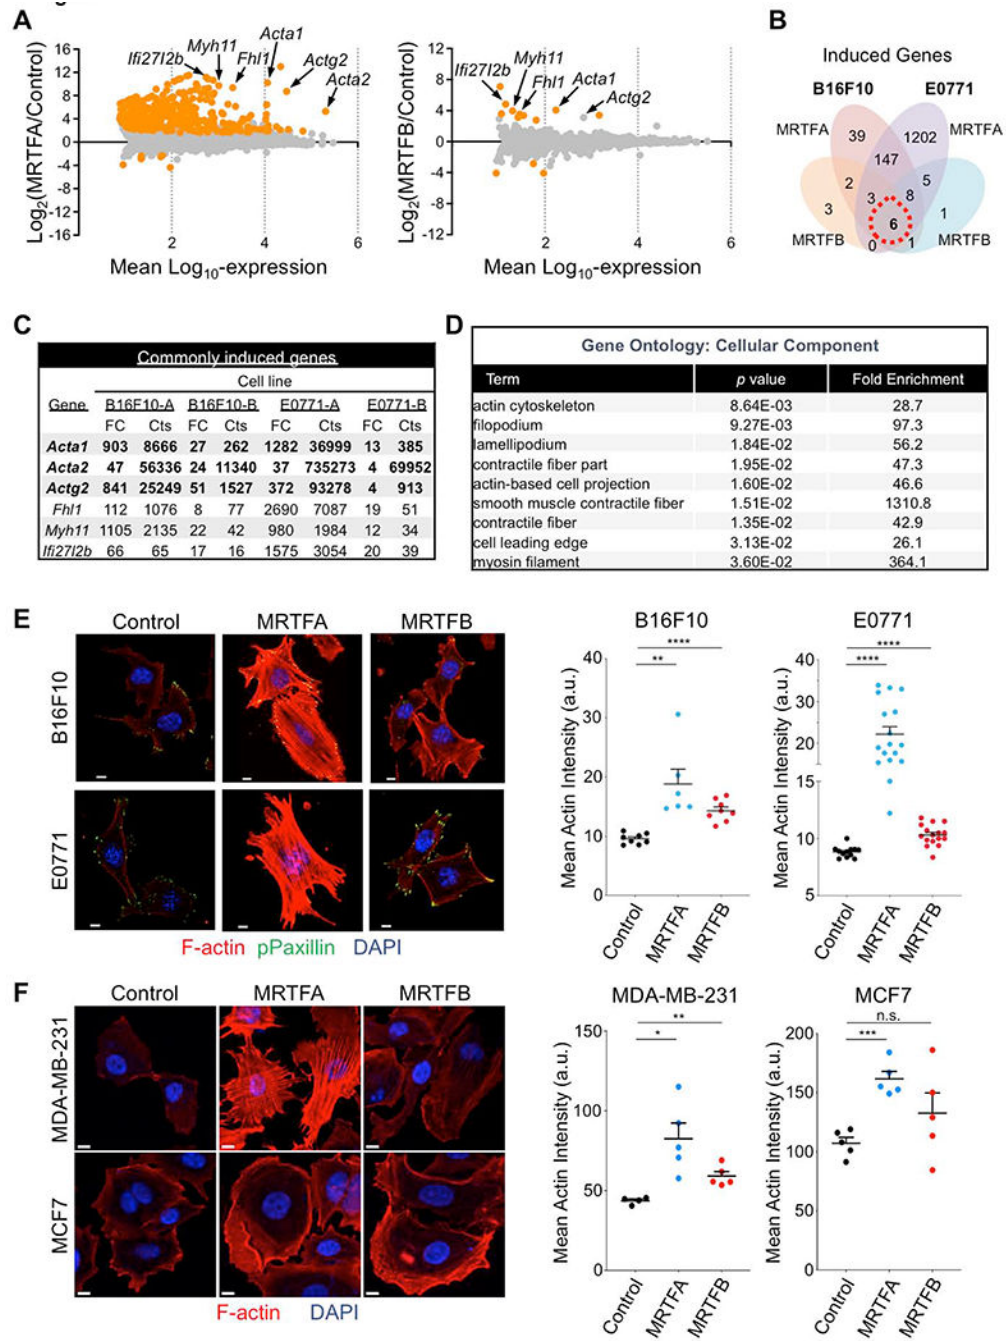 A
16
12
8
4
0
-4
-8
-12
-16
Log2(MRTFA/Control)
Ifi27l2b
Myh11
Fhl1
Acta1
Actg2
Acta2
2
4
6
Mean Log10-expression
12
8
4
0
-4
-8
-12
Log2(MRTFB/Control)
Ifi27l2b
Myh11
Fhl1
Acta1
Actg2
2
4
6
Mean Log10-expression
B
Induced Genes
B16F10 E0771
MRTFA 39 1202 MRTFA
147
2 5
3 8
3 6 1
MRTFB 0 1 MRTFB
C
Commonly induced genes
Cell line
Gene B16F10-A B16F10-B E0771-A E0771-B
FC Cts FC Cts FC Cts FC Cts
Acta1 903 8666 27 262 1282 36999 13 385
Acta2 47 56336 24 11340 37 735273 4 69952
Actg2 841 25249 51 1527 372 93278 4 913
Fhl1 112 1076 8 77 2690 7087 19 51
Myh11 1105 2135 22 42 980 1984 12 34
Ifi27l2b 66 65 17 16 1575 3054 20 39
D
Gene Ontology: Cellular Component
Term p value Fold Enrichment
actin cytoskeleton 8.64E-03 28.7
filopodium 9.27E-03 97.3
lamellipodium 1.84E-02 56.2
contractile fiber part 1.95E-02 47.3
actin-based cell projection 1.60E-02 46.6
smooth muscle contractile fiber 1.51E-02 1310.8
contractile fiber 1.35E-02 42.9
cell leading edge 3.13E-02 26.1
myosin filament 3.60E-02 364.1
E
Control MRTFA MRTFB
B16F10
E0771
F-actin pPaxillin DAPI
B16F10
****
**
40
30
20
10
0
Mean Actin Intensity (a.u.)
Control
MRTFA
MRTFB
E0771
****
****
40
30
20
15
10
5
Mean Actin Intensity (a.u.)
Control
MRTFA
MRTFB
F
Control MRTFA MRTFB
MDA-MB-231
MCF7
F-actin DAPI
MDA-MB-231
**
*
150
100
50
0
Mean Actin Intensity (a.u.)
Control
MRTFA
MRTFB
MCF7
n.s.
***
200
150
100
50
0
Mean Actin Intensity (a.u.)
Control
MRTFA
MRTFB